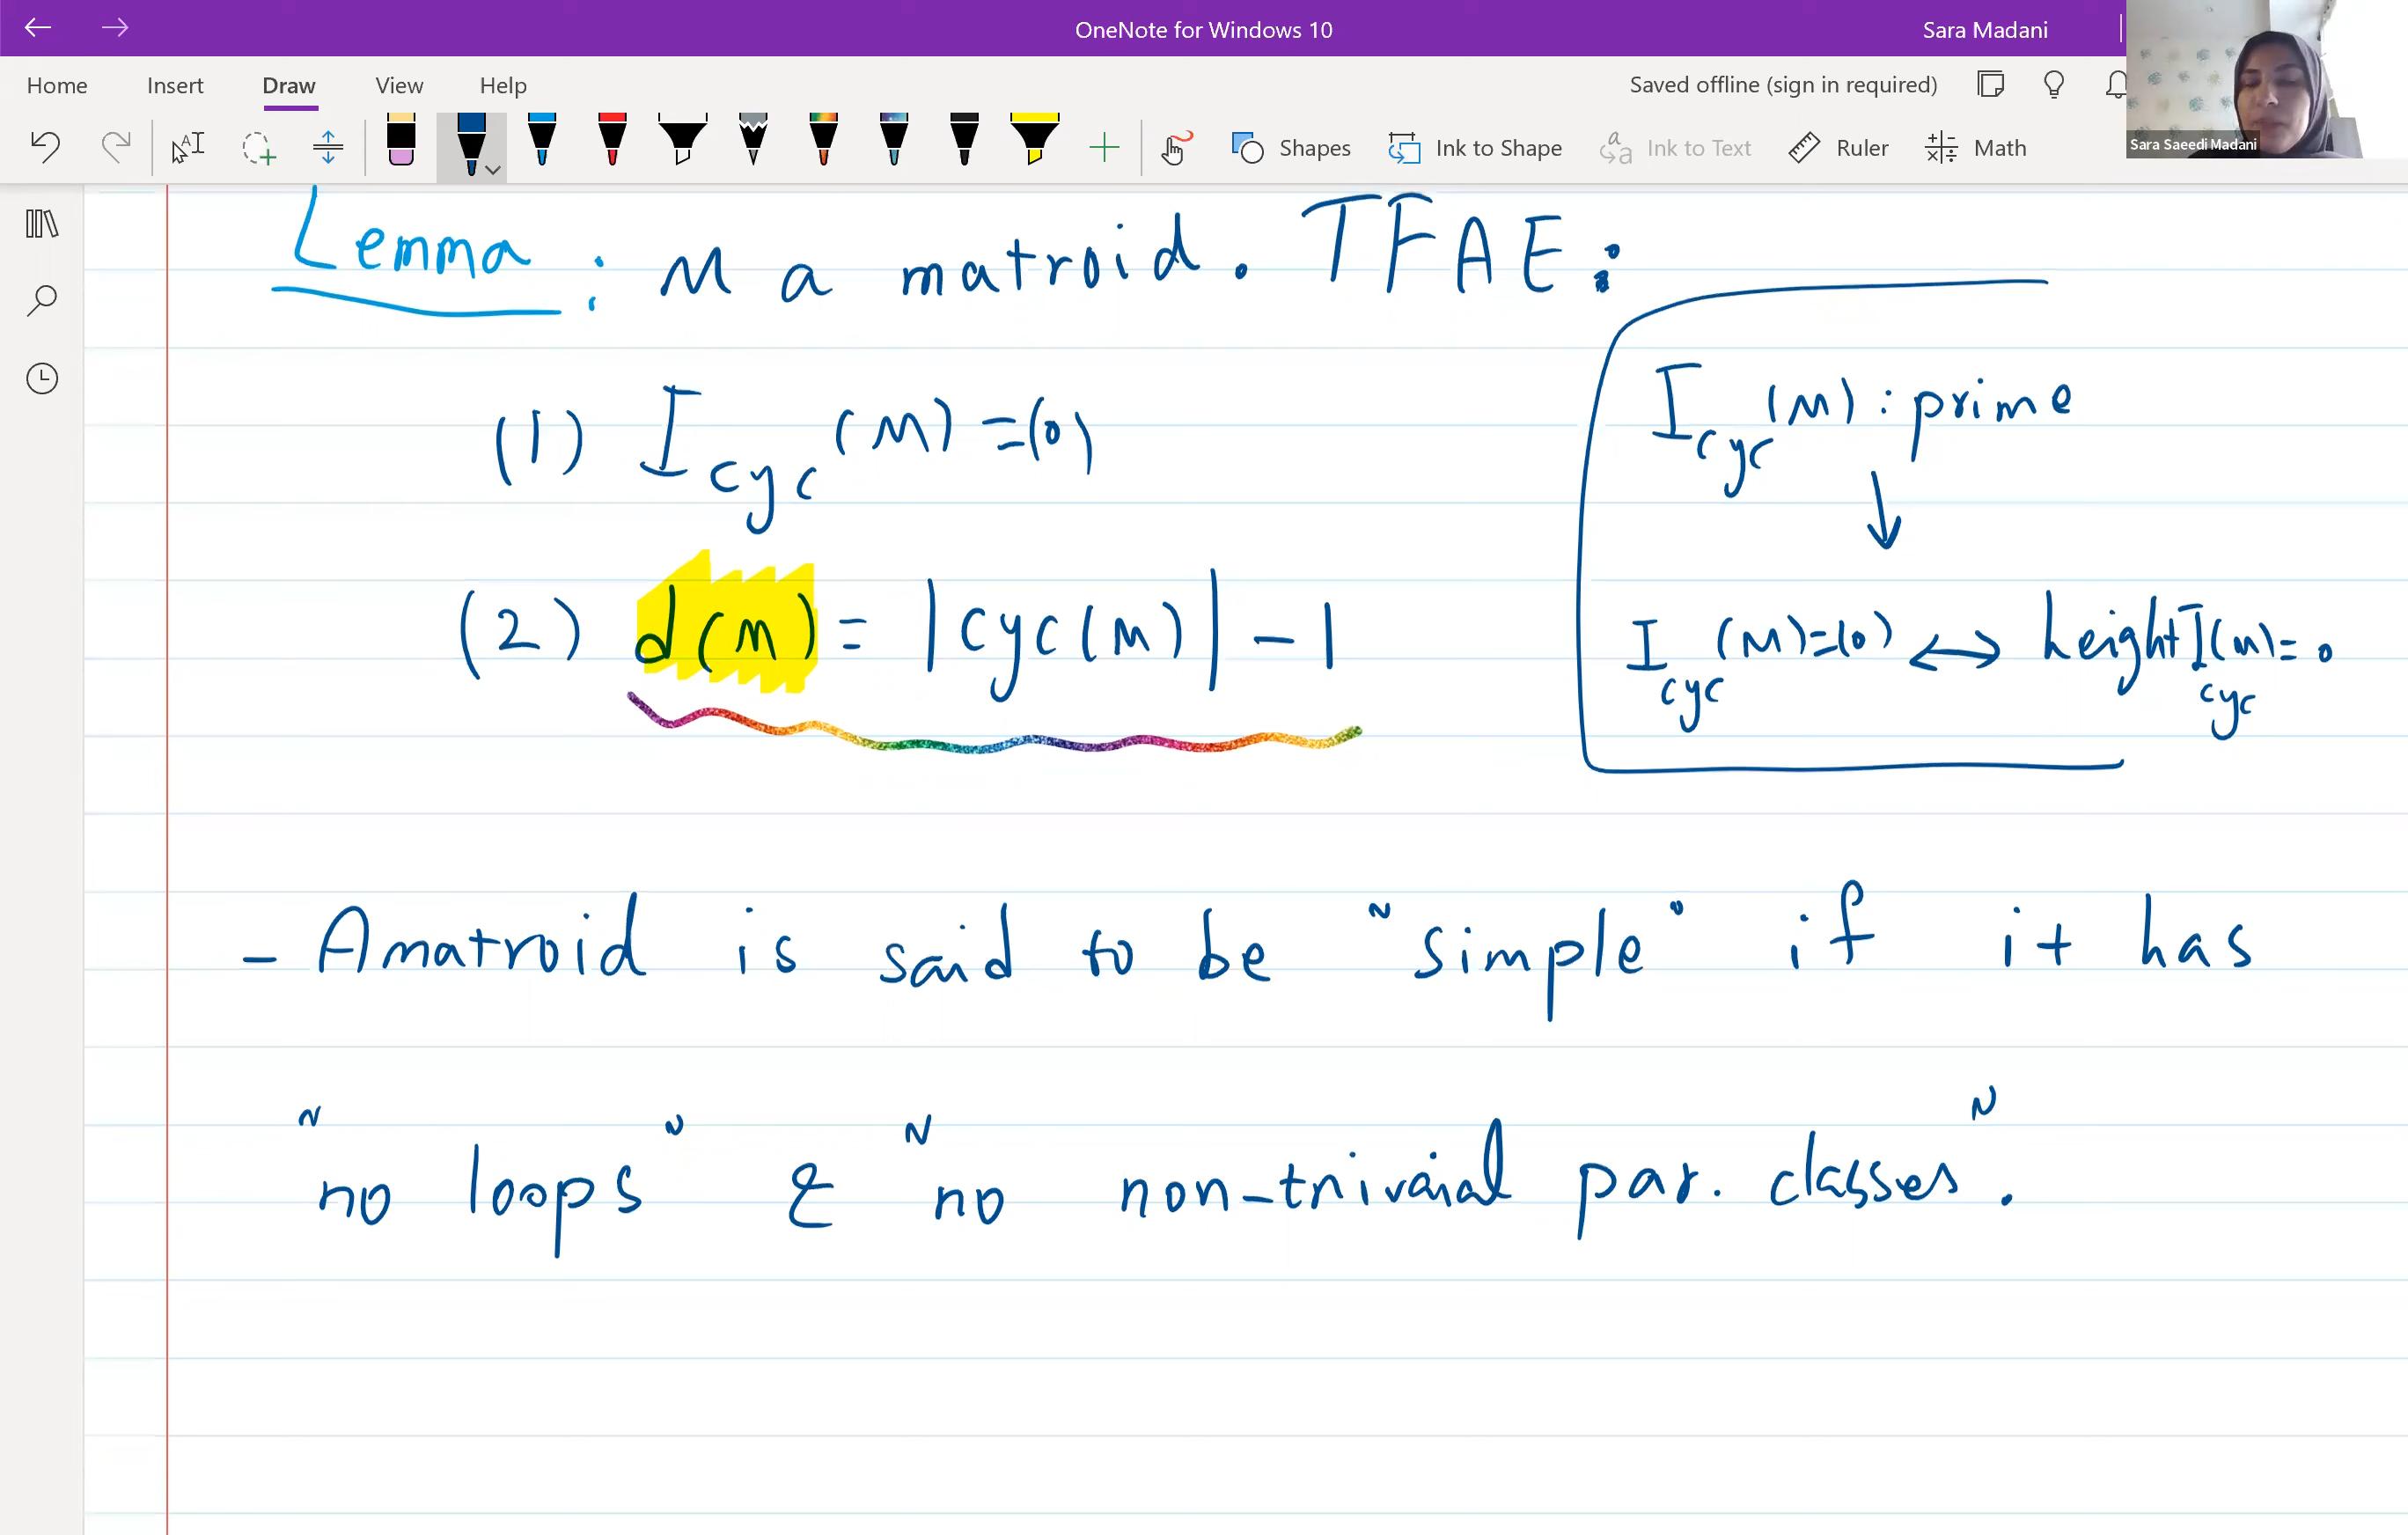 OneNote for Windows 10
Sara Madani
Home Insert Draw View Help
Saved offline (sign in required)
Shapes Ink to Shape Ink to Text Ruler Math
Sara Saeedi Madani
Lemma : M a matroid. TFAE :
(1) I_cyc (M) = (0)
(2) d(M) = |cyc(M)| - 1
I_cyc (M) : prime
↓
I_cyc (M) = (0) ↔ height I_cyc (M) = 0
- A matroid is said to be "simple" if it has
"no loops" & "no non-trivial par. classes".